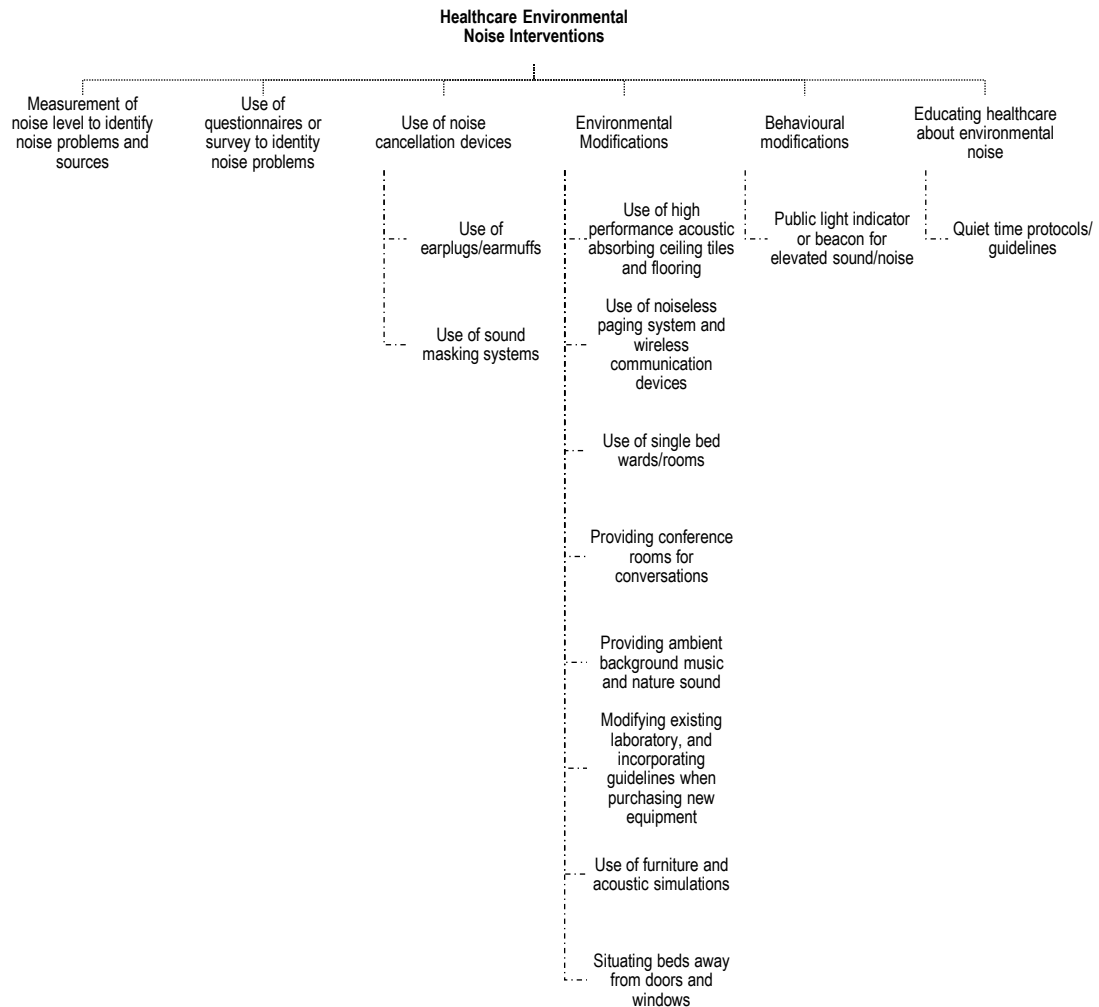 Healthcare Environmental
Noise Interventions
Measurement of
noise level to identify
noise problems and
sources
Use of
questionnaires or
survey to identity
noise problems
Use of noise
cancellation devices
Environmental
Modifications
Behavioural
modifications
Educating healthcare
about environmental
noise
Use of
earplugs/earmuffs
Use of sound
masking systems
Use of high
performance acoustic
absorbing ceiling tiles
and flooring
Use of noiseless
paging system and
wireless
communication
devices
Use of single bed
wards/rooms
Providing conference
rooms for
conversations
Providing ambient
background music
and nature sound
Modifying existing
laboratory, and
incorporating
guidelines when
purchasing new
equipment
Use of furniture and
acoustic simulations
Situating beds away
from doors and
windows
Public light indicator
or beacon for
elevated sound/noise
Quiet time protocols/
guidelines